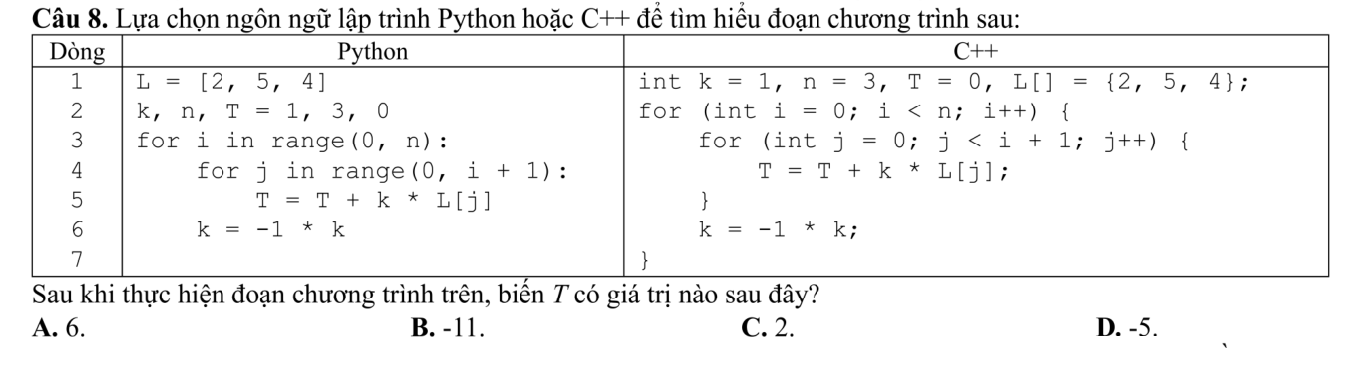 Câu 8. Lựa chọn ngôn ngữ lập trình Python hoặc C++ để tìm hiểu đoạn chương trình sau:
Dòng Python C++
1 L = [2, 5, 4] int k = 1, n = 3, T = 0, L[] = {2, 5, 4};
2 k, n, T = 1, 3, 0 for (int i = 0; i < n; i++) {
3 for i in range(0, n): for (int j = 0; j < i + 1; j++) {
4 for j in range(0, i + 1): T = T + k * L[j];
5 T = T + k * L[j] }
6 k = -1 * k k = -1 * k;
7 }
Sau khi thực hiện đoạn chương trình trên, biến T có giá trị nào sau đây?
A. 6. B. -11. C. 2. D. -5.